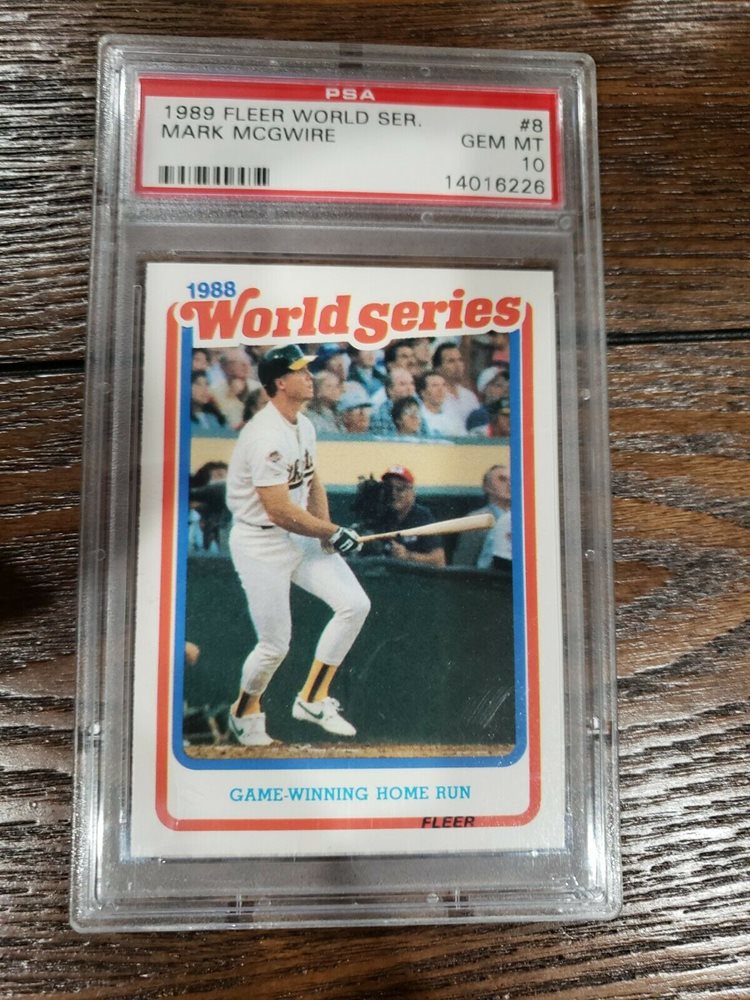 PSA
1989 FLEER WORLD SER. #8
MARK MCGWIRE GEM MT
10
14016226
1988
World Series
GAME-WINNING HOME RUN
FLEER